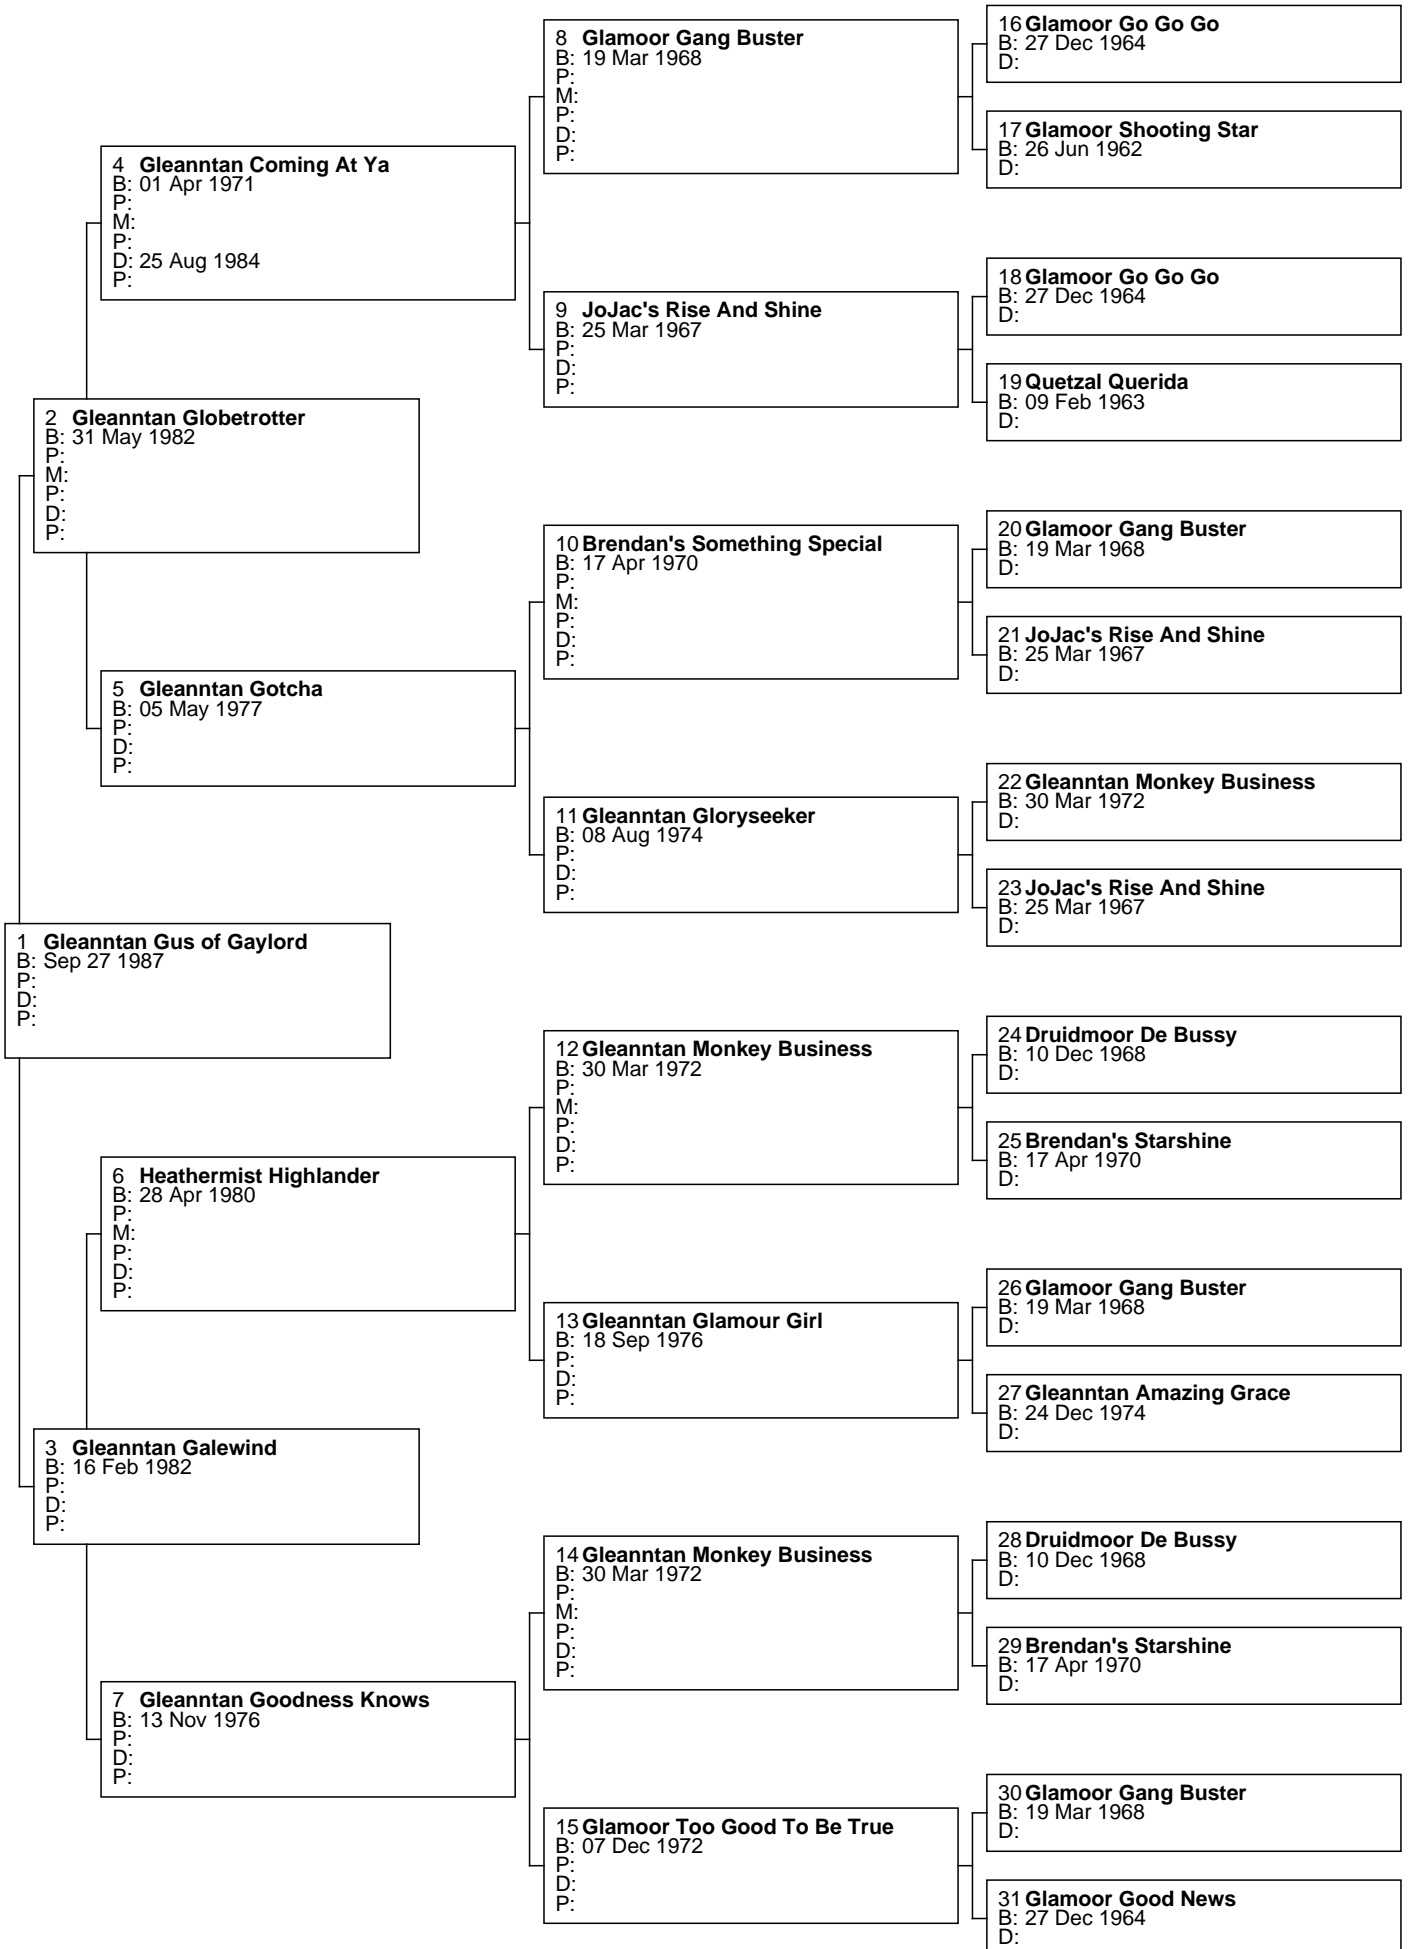 8 Glamoor Gang Buster
B: 19 Mar 1968
P:
M:
P:
D:
P:
16 Glamoor Go Go Go
B: 27 Dec 1964
D:
17 Glamoor Shooting Star
B: 26 Jun 1962
D:
4 Gleanntan Coming At Ya
B: 01 Apr 1971
P:
M:
P:
D: 25 Aug 1984
P:
9 JoJac's Rise And Shine
B: 25 Mar 1967
P:
D:
P:
18 Glamoor Go Go Go
B: 27 Dec 1964
D:
19 Quetzal Querida
B: 09 Feb 1963
D:
2 Gleanntan Globetrotter
B: 31 May 1982
P:
M:
P:
D:
P:
10 Brendan's Something Special
B: 17 Apr 1970
P:
M:
P:
D:
P:
20 Glamoor Gang Buster
B: 19 Mar 1968
D:
21 JoJac's Rise And Shine
B: 25 Mar 1967
D:
5 Gleanntan Gotcha
B: 05 May 1977
P:
D:
P:
11 Gleanntan Gloryseeker
B: 08 Aug 1974
P:
D:
P:
22 Gleanntan Monkey Business
B: 30 Mar 1972
D:
23 JoJac's Rise And Shine
B: 25 Mar 1967
D:
1 Gleanntan Gus of Gaylord
B: Sep 27 1987
P:
D:
P:
12 Gleanntan Monkey Business
B: 30 Mar 1972
P:
M:
P:
D:
P:
24 Druidmoor De Bussy
B: 10 Dec 1968
D:
25 Brendan's Starshine
B: 17 Apr 1970
D:
6 Heathermist Highlander
B: 28 Apr 1980
P:
M:
P:
D:
P:
13 Gleanntan Glamour Girl
B: 18 Sep 1976
P:
D:
P:
26 Glamoor Gang Buster
B: 19 Mar 1968
D:
27 Gleanntan Amazing Grace
B: 24 Dec 1974
D:
3 Gleanntan Galewind
B: 16 Feb 1982
P:
D:
P:
14 Gleanntan Monkey Business
B: 30 Mar 1972
P:
M:
P:
D:
P:
28 Druidmoor De Bussy
B: 10 Dec 1968
D:
29 Brendan's Starshine
B: 17 Apr 1970
D:
7 Gleanntan Goodness Knows
B: 13 Nov 1976
P:
D:
P:
15 Glamoor Too Good To Be True
B: 07 Dec 1972
P:
D:
P:
30 Glamoor Gang Buster
B: 19 Mar 1968
D:
31 Glamoor Good News
B: 27 Dec 1964
D: